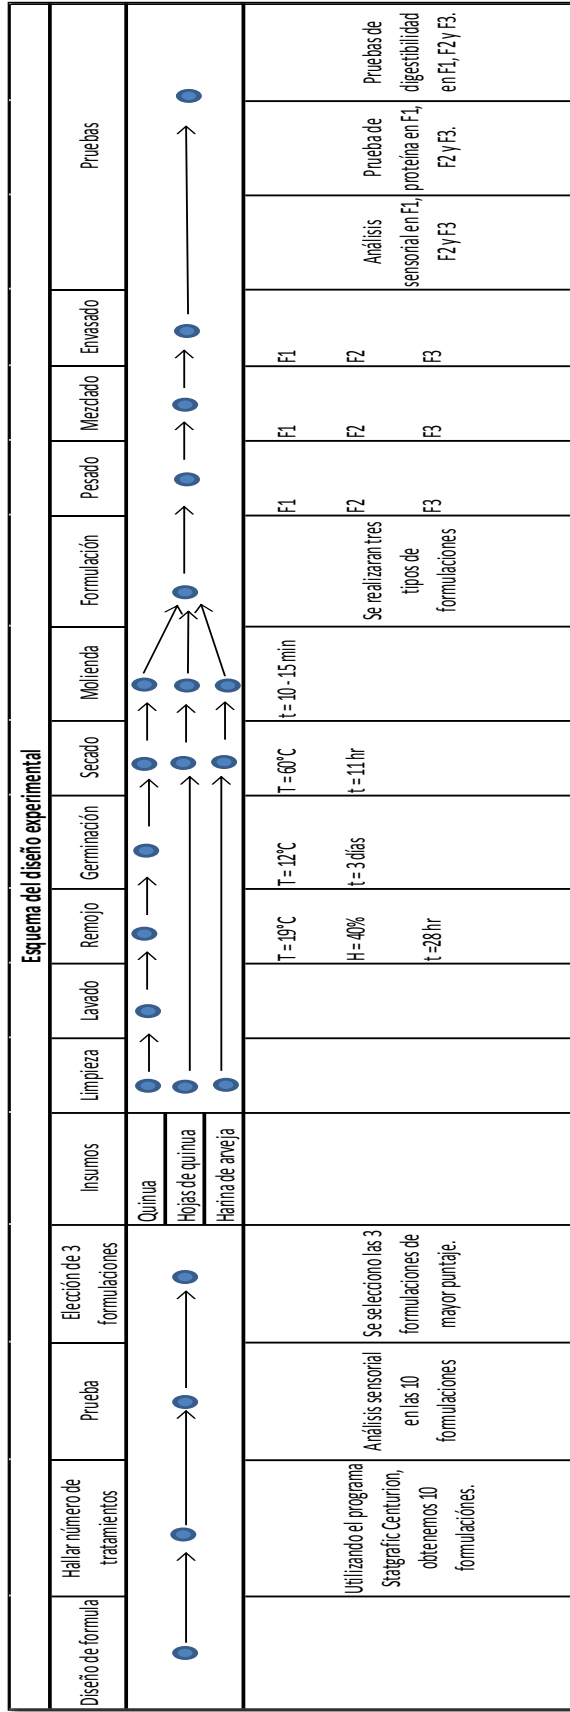 Esquema del diseño experimental
Diseño de formula
Hallar número de
tratamientos
Prueba
Elección de 3
formulaciones
Insumos
Limpieza
Lavado
Remojo
Germinación
Secado
Molienda
Formulación
Pesado
Mezclado
Envasado
Pruebas
Quinua
Hojas de quinua
Harina de arveja
Utilizando el programa
Statgrafic Centurion,
obtenemos 10
formulaciónes.
Análisis sensorial
en las 10
formulaciones
Se selecciono las 3
formulaciones de
mayor puntaje.
T = 19°C
H = 40%
t =28 hr
T = 12°C
t = 3 días
T = 60°C
t = 11 hr
t = 10 - 15 min
Se realizaran tres
tipos de
formulaciones
F1
F2
F3
F1
F2
F3
F1
F2
F3
Análisis
sensorial en F1,
F2 y F3
Prueba de
proteína en F1,
F2 y F3.
Pruebas de
digestibilidad
en F1, F2 y F3.